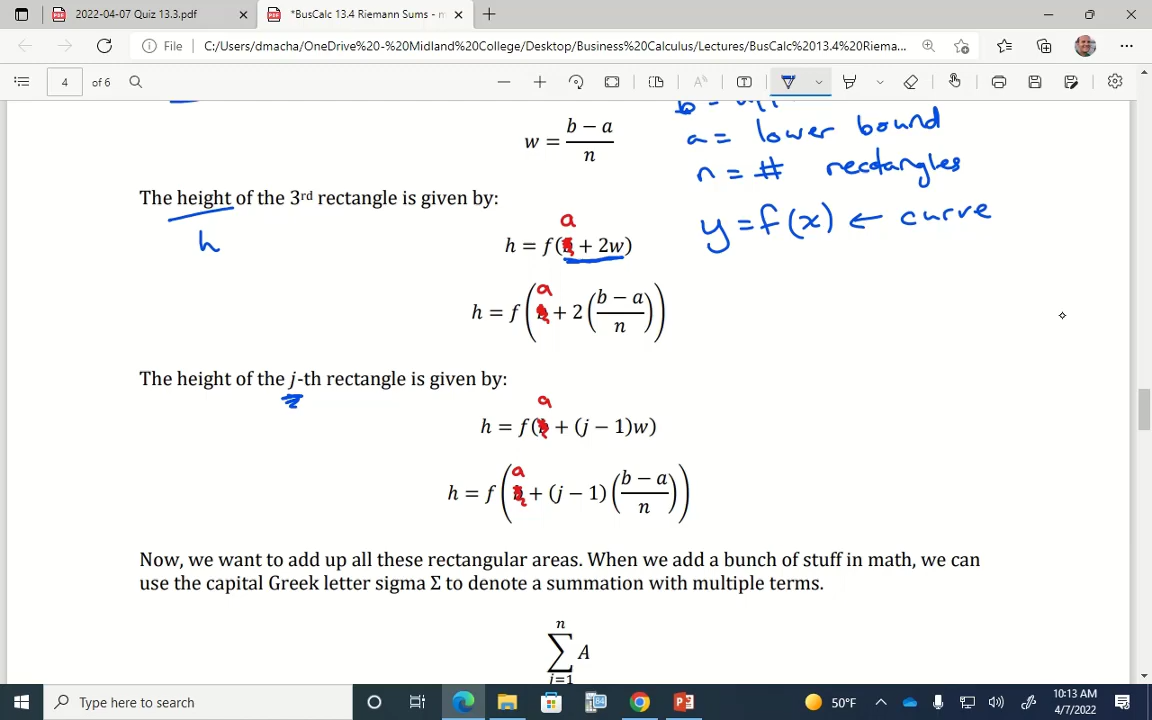 2022-04-07 Quiz 13.3.pdf
*BusCalc 13.4 Riemann Sums - m
File
C:/Users/dmacha/OneDrive%20-%20Midland%20College/Desktop/Business%20Calculus/Lectures/BusCalc%2013.4%20Riema...
4 of 6
b =
w = (b − a)/n
a = lower bound
n = # rectangles
The height of the 3rd rectangle is given by:
y = f(x) ← curve
h
a
h = f( + 2w)
a
h = f( + 2((b − a)/n))
The height of the j-th rectangle is given by:
a
h = f( + (j − 1)w)
a
h = f( + (j − 1)((b − a)/n))
Now, we want to add up all these rectangular areas. When we add a bunch of stuff in math, we can
use the capital Greek letter sigma Σ to denote a summation with multiple terms.
n
∑ A
j=1
Type here to search
50°F
10:13 AM
4/7/2022